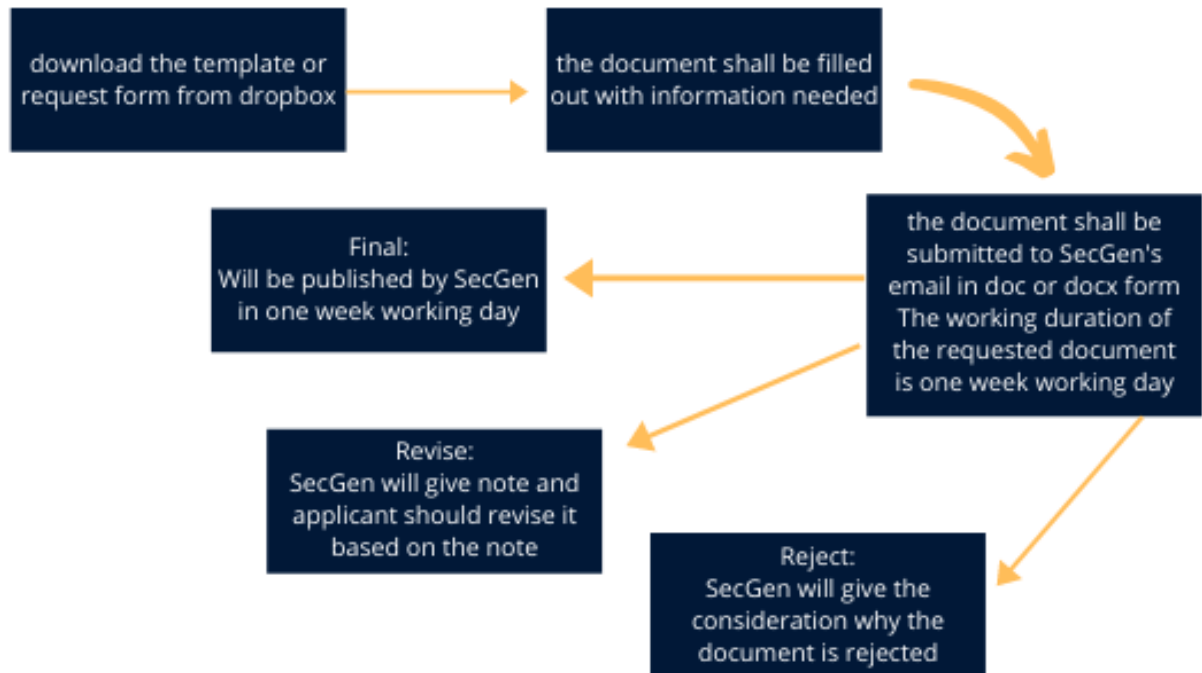 download the template or
request form from dropbox
the document shall be filled
out with information needed
the document shall be
submitted to SecGen's
email in doc or docx form
The working duration of
the requested document
is one week working day
Final:
Will be published by SecGen
in one week working day
Revise:
SecGen will give note and
applicant should revise it
based on the note
Reject:
SecGen will give the
consideration why the
document is rejected